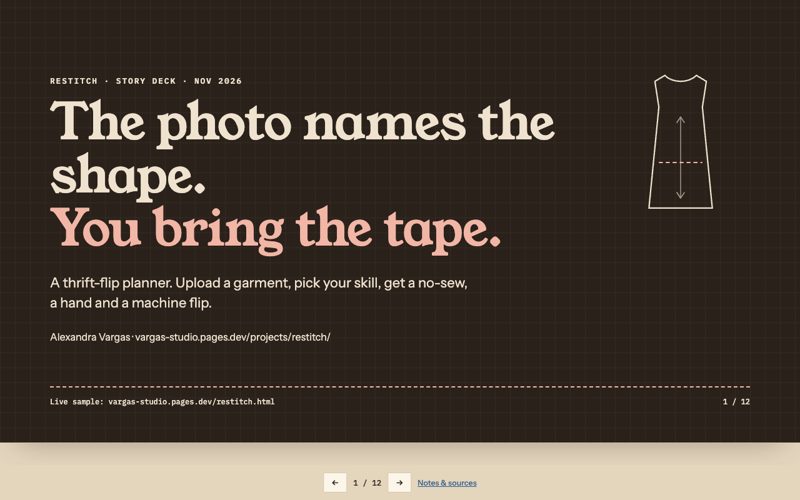 RESTITCH · STORY DECK · NOV 2026
The photo names the
shape.
You bring the tape.
A thrift-flip planner. Upload a garment, pick your skill, get a no-sew,
a hand and a machine flip.
Alexandra Vargas · vargas-studio.pages.dev/projects/restitch/
Live sample: vargas-studio.pages.dev/restitch.html
1 / 12
← 1 / 12 → Notes & sources